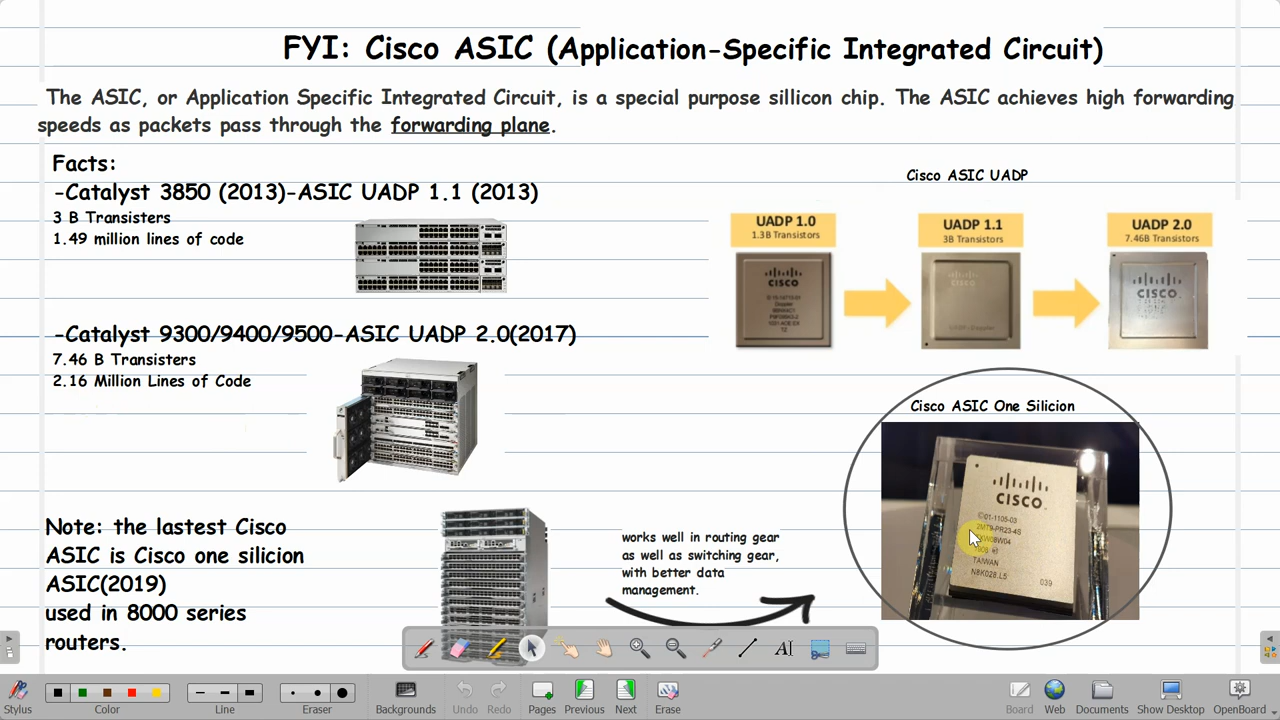 FYI: Cisco ASIC (Application-Specific Integrated Circuit)
The ASIC, or Application Specific Integrated Circuit, is a special purpose sillicon chip. The ASIC achieves high forwarding
speeds as packets pass through the forwarding plane.
Facts:
-Catalyst 3850 (2013)-ASIC UADP 1.1 (2013)
3 B Transisters
1.49 million lines of code
-Catalyst 9300/9400/9500-ASIC UADP 2.0(2017)
7.46 B Transisters
2.16 Million Lines of Code
Note: the lastest Cisco
ASIC is Cisco one silicion
ASIC(2019)
used in 8000 series
routers.
works well in routing gear
as well as switching gear,
with better data
management.
Cisco ASIC UADP
UADP 1.0
1.3B Transistors
UADP 1.1
3B Transistors
UADP 2.0
7.46B Transistors
CISCO
CISCO
CISCO
Cisco ASIC One Silicion
CISCO
TAIWAN
N8K028.L5
039
Stylus
Color
Line
Eraser
Backgrounds
Undo
Redo
Pages
Previous
Next
Erase
Board
Web
Documents
Show Desktop
OpenBoard